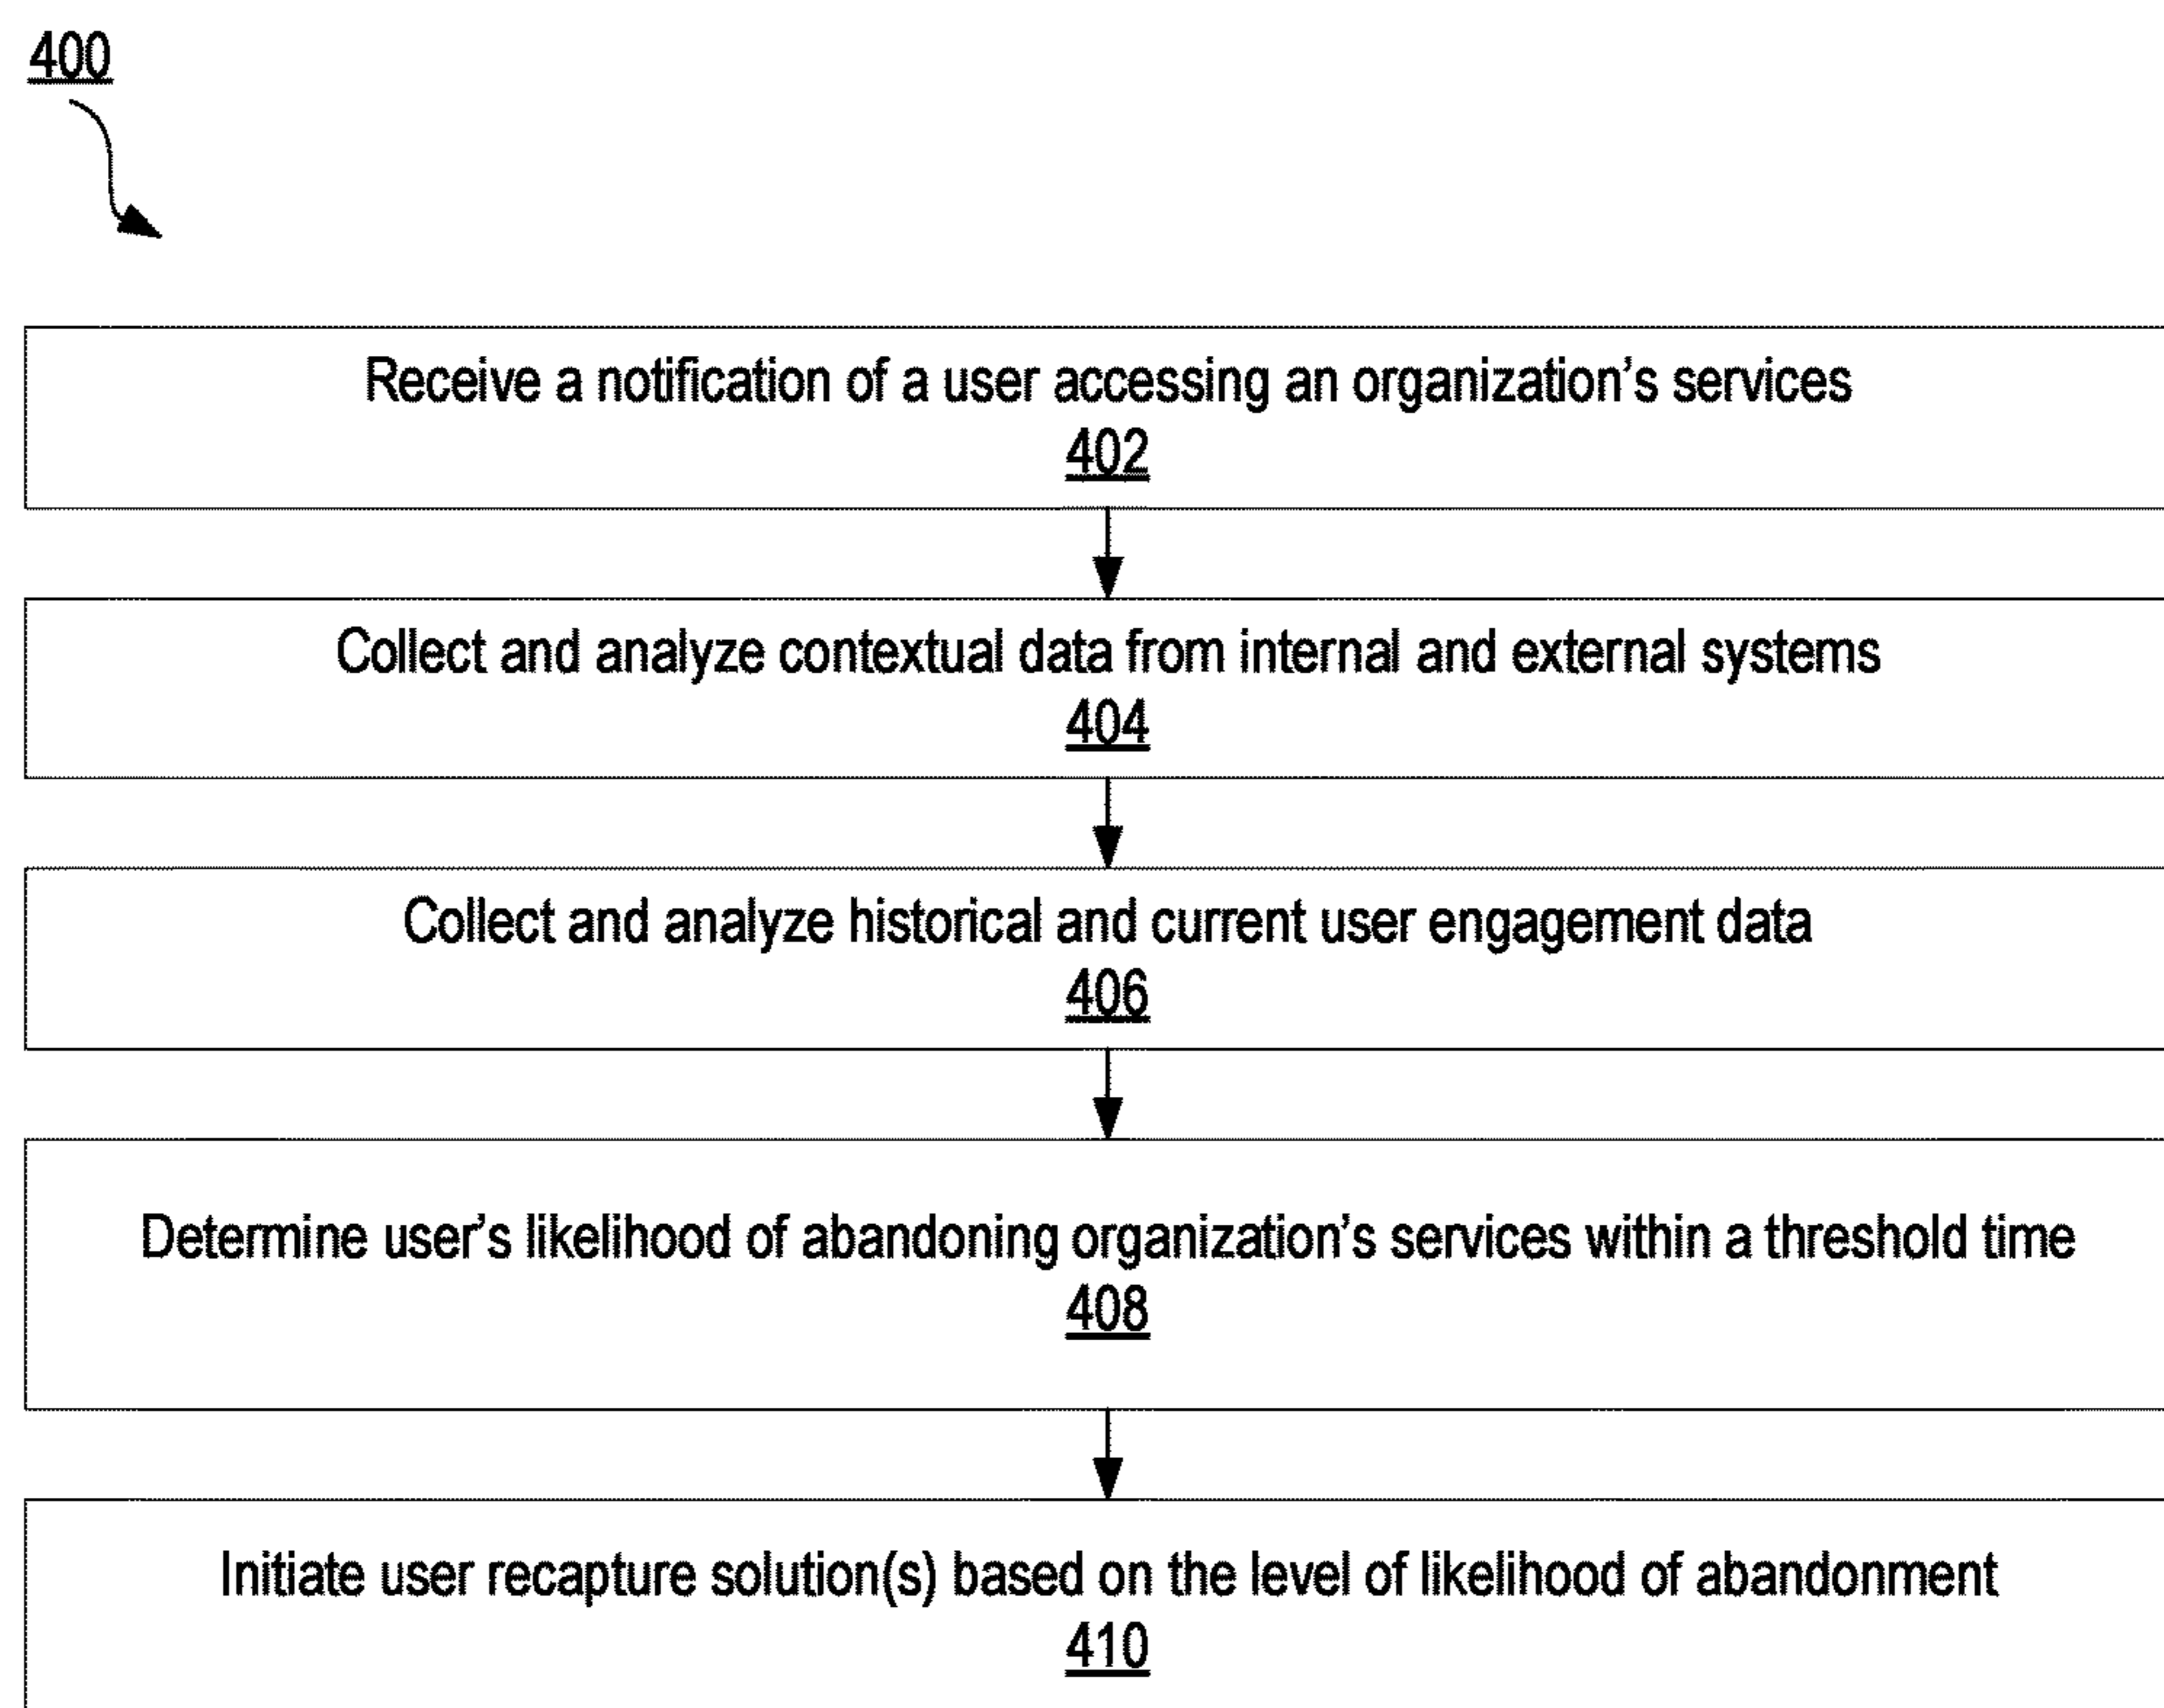 400
Receive a notification of a user accessing an organization’s services
402
Collect and analyze contextual data from internal and external systems
404
Collect and analyze historical and current user engagement data
406
Determine user’s likelihood of abandoning organization’s services within a threshold time
408
Initiate user recapture solution(s) based on the level of likelihood of abandonment
410